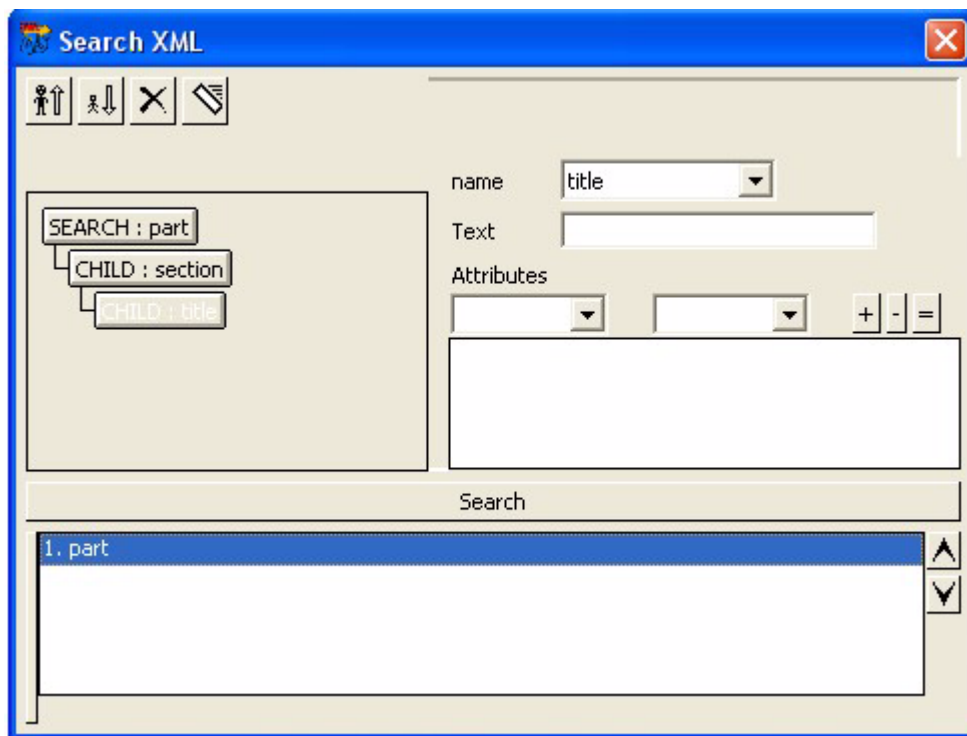 Search XML
name
title
SEARCH : part
Text
CHILD : section
Attributes
CHILD : title
+ - =
Search
1. part